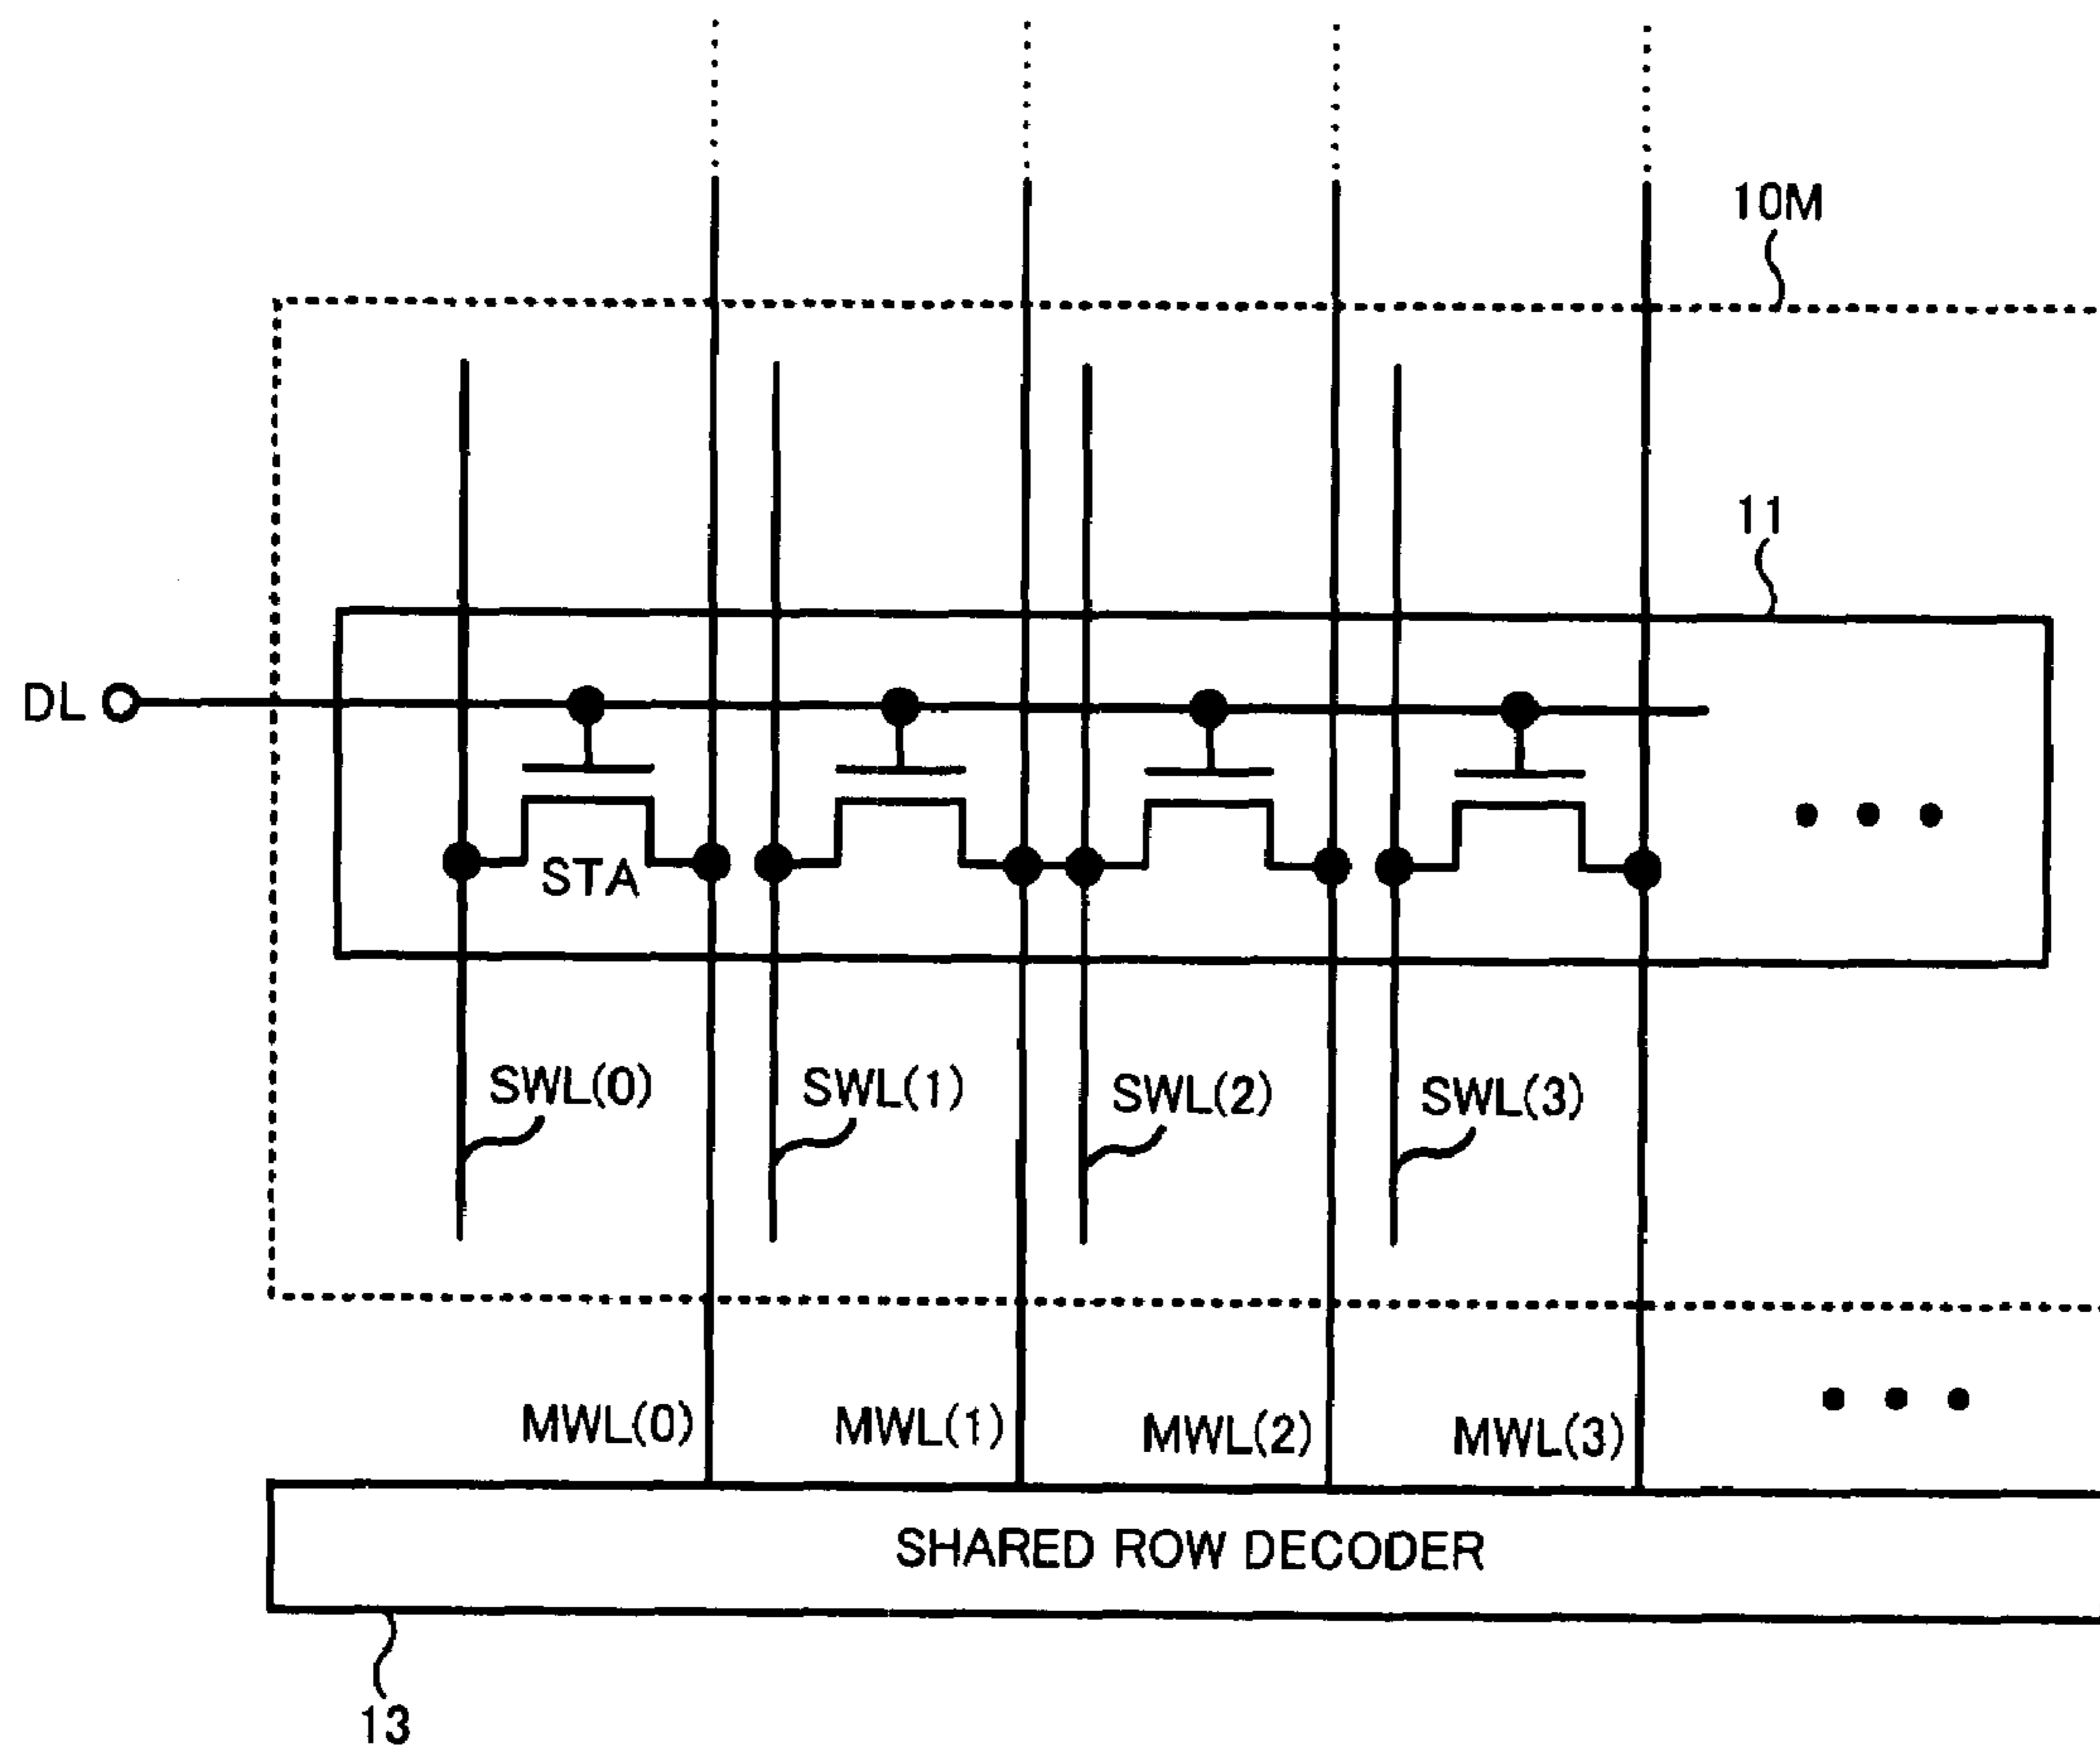 10M
11
DL
STA
SWL(0) SWL(1) SWL(2) SWL(3)
MWL(0) MWL(1) MWL(2) MWL(3)
SHARED ROW DECODER
13